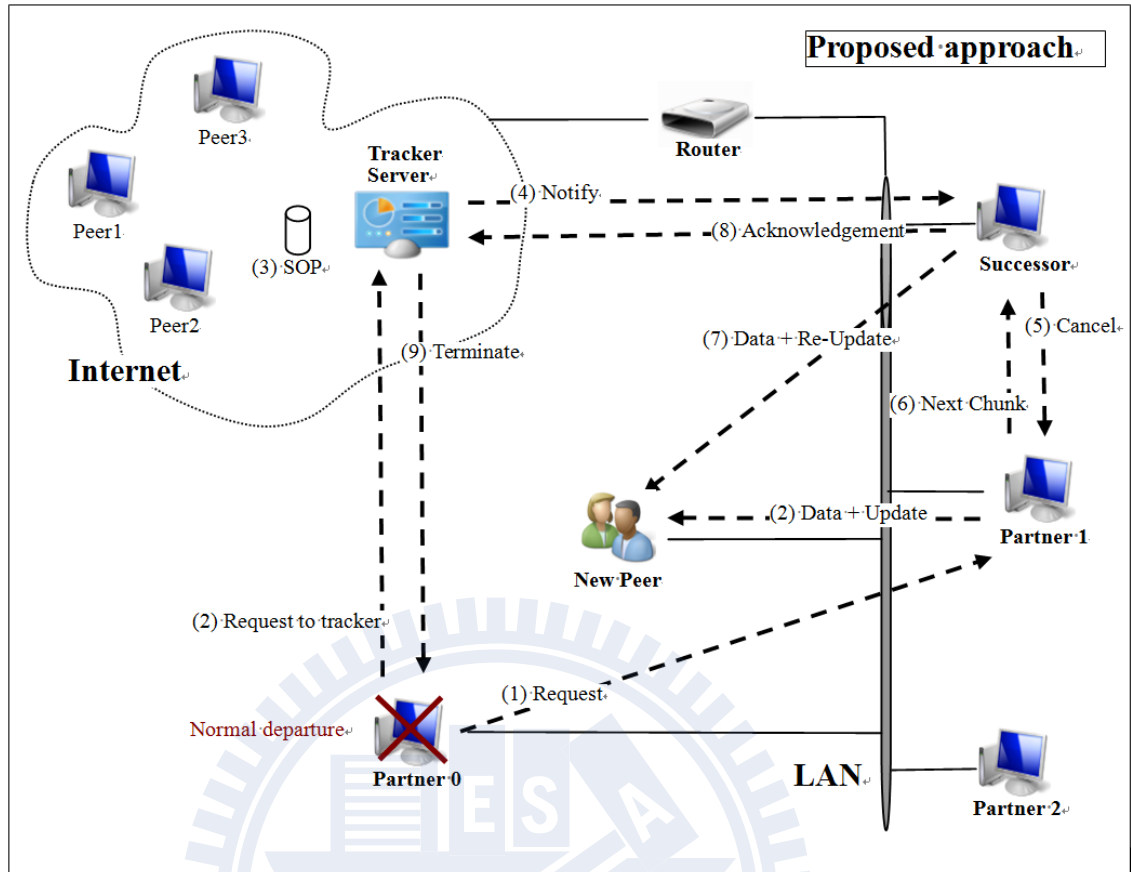 Proposed approach
Peer3
Router
Tracker
Server
Peer1
(4) Notify
(8) Acknowledgement
(3) SOP
Successor
Peer2
(7) Data + Re-Update
(5) Cancel
(9) Terminate
Internet
(6) Next Chunk
(2) Data + Update
Partner 1
New Peer
(2) Request to tracker
(1) Request
Normal departure
Partner 0
LAN
Partner 2
ESA